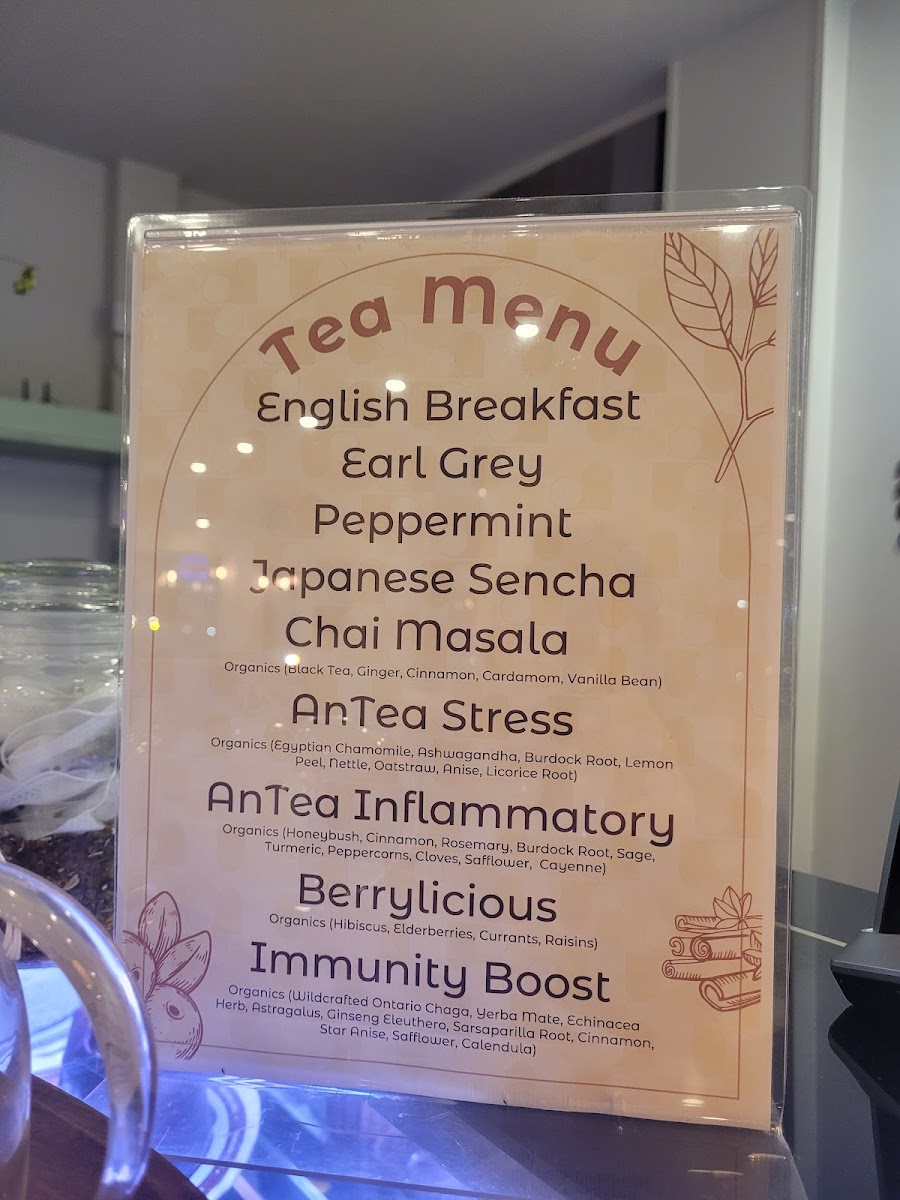 Tea Menu
English Breakfast
Earl Grey
Peppermint
Japanese Sencha
Chai Masala
Organics (Black Tea, Ginger, Cinnamon, Cardamom, Vanilla Bean)
AnTea Stress
Organics (Egyptian Chamomile, Ashwagandha, Burdock Root, Lemon
Peel, Nettle, Oatstraw, Anise, Licorice Root)
AnTea Inflammatory
Organics (Honeybush, Cinnamon, Rosemary, Burdock Root, Sage,
Turmeric, Peppercorns, Cloves, Safflower, Cayenne)
Berrylicious
Organics (Hibiscus, Elderberries, Currants, Raisins)
Immunity Boost
Organics (Wildcrafted Ontario Chaga, Yerba Mate, Echinacea
Herb, Astragalus, Ginseng Eleuthero, Sarsaparilla Root, Cinnamon,
Star Anise, Safflower, Calendula)